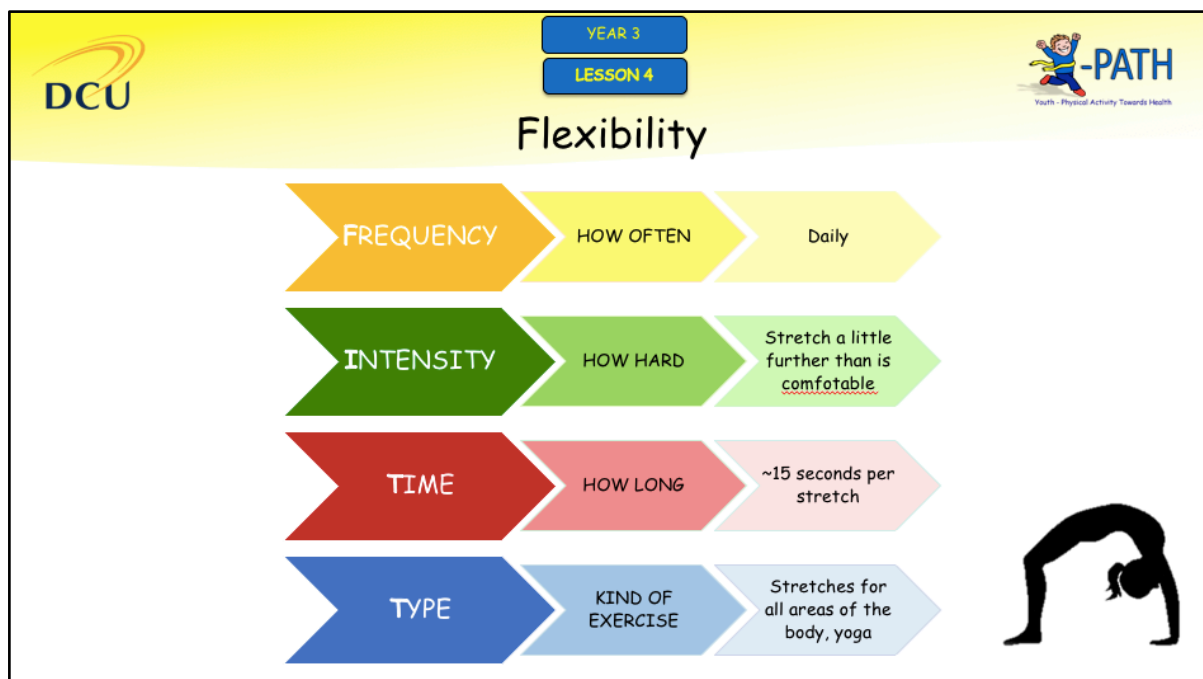 YEAR 3
LESSON 4
DCU
-PATH
Youth - Physical Activity Towards Health
Flexibility
FREQUENCY
HOW OFTEN
Daily
INTENSITY
HOW HARD
Stretch a little
further than is
comfotable
TIME
HOW LONG
~15 seconds per
stretch
TYPE
KIND OF
EXERCISE
Stretches for
all areas of the
body, yoga